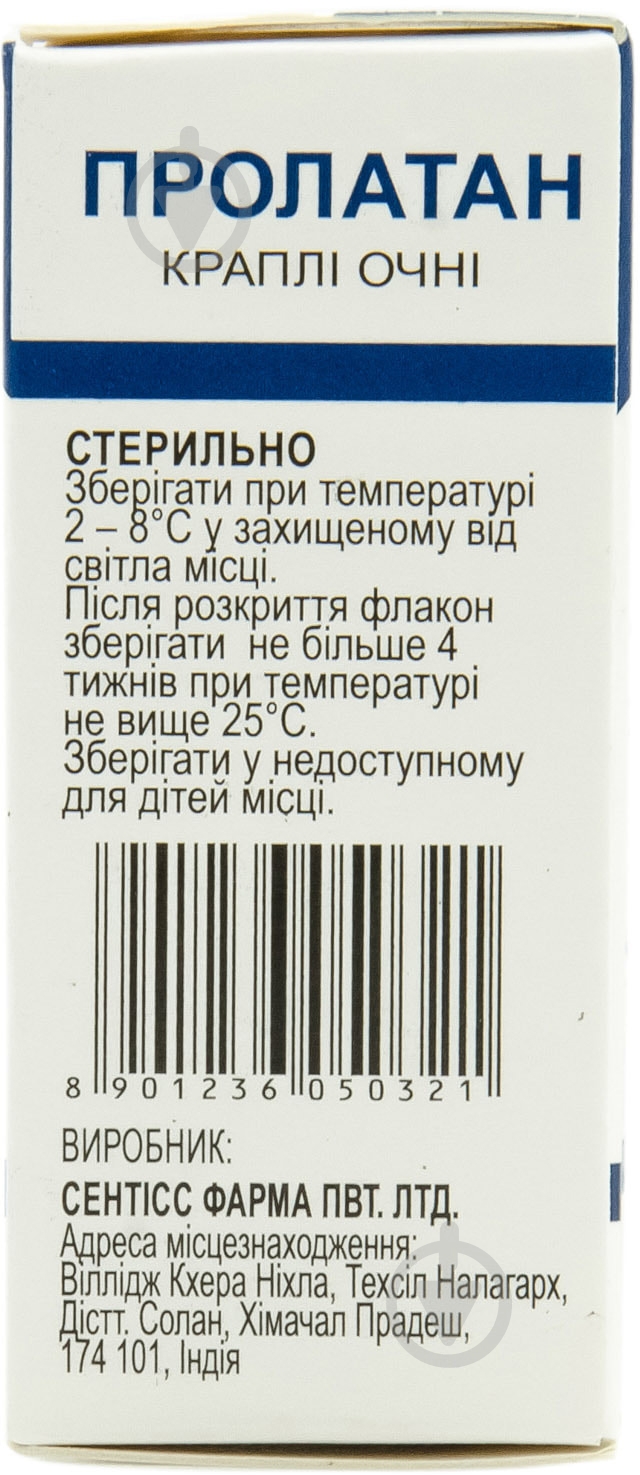 ПРОЛАТАН
КРАПЛІ ОЧНІ
СТЕРИЛЬНО
Зберігати при температурі
2 – 8°С у захищеному від
світла місці.
Після розкриття флакон
зберігати не більше 4
тижнів при температурі
не вище 25°С.
Зберігати у недоступному
для дітей місці.
8 901236 050321
ВИРОБНИК:
СЕНТІСС ФАРМА ПВТ. ЛТД.
Адреса місцезнаходження:
Вілlідж Кхера Ніхла, Техсіл Налагарх,
Дістт. Солан, Хімачал Прадеш,
174 101, Індія